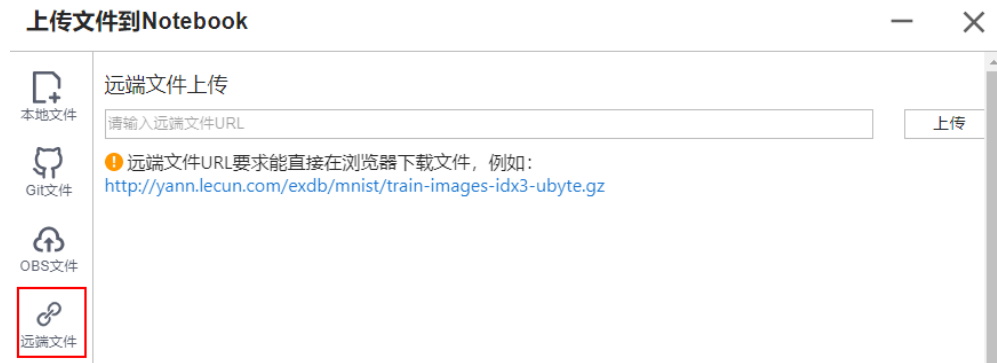 上传文件到Notebook
本地文件
Git文件
OBS文件
远端文件
远端文件上传
请输入远端文件URL
上传
远端文件URL要求能直接在浏览器下载文件，例如：
http://yann.lecun.com/exdb/mnist/train-images-idx3-ubyte.gz